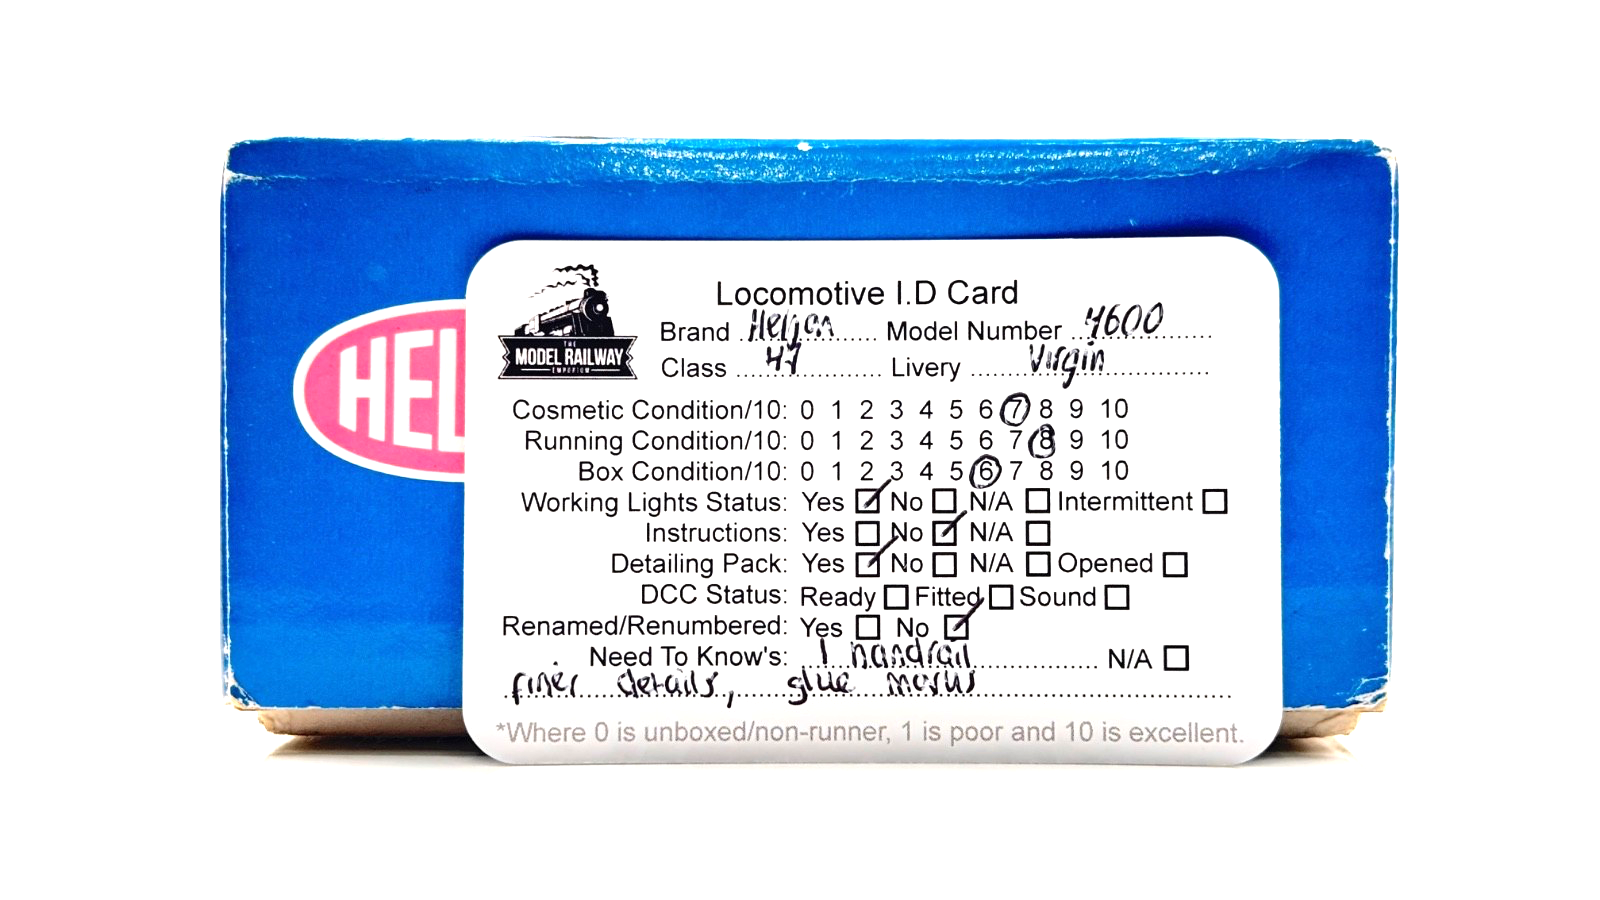 HEL
THE
MODEL RAILWAY
EMPORIUM
Locomotive I.D Card
Brand ..Heljan...... Model Number ..4600......
Class ....47.......... Livery .......Virgin............
Cosmetic Condition/10: 0 1 2 3 4 5 6 7 8 9 10
Running Condition/10: 0 1 2 3 4 5 6 7 8 9 10
Box Condition/10: 0 1 2 3 4 5 6 7 8 9 10
Working Lights Status: Yes ☑ No ☐ N/A ☐ Intermittent ☐
Instructions: Yes ☐ No ☑ N/A ☐
Detailing Pack: Yes ☑ No ☐ N/A ☐ Opened ☐
DCC Status: Ready ☐ Fitted ☐ Sound ☐
Renamed/Renumbered: Yes ☐ No ☑
Need To Know's: ..1 handrail.............. N/A ☐
finer details, glue marks
*Where 0 is unboxed/non-runner, 1 is poor and 10 is excellent.